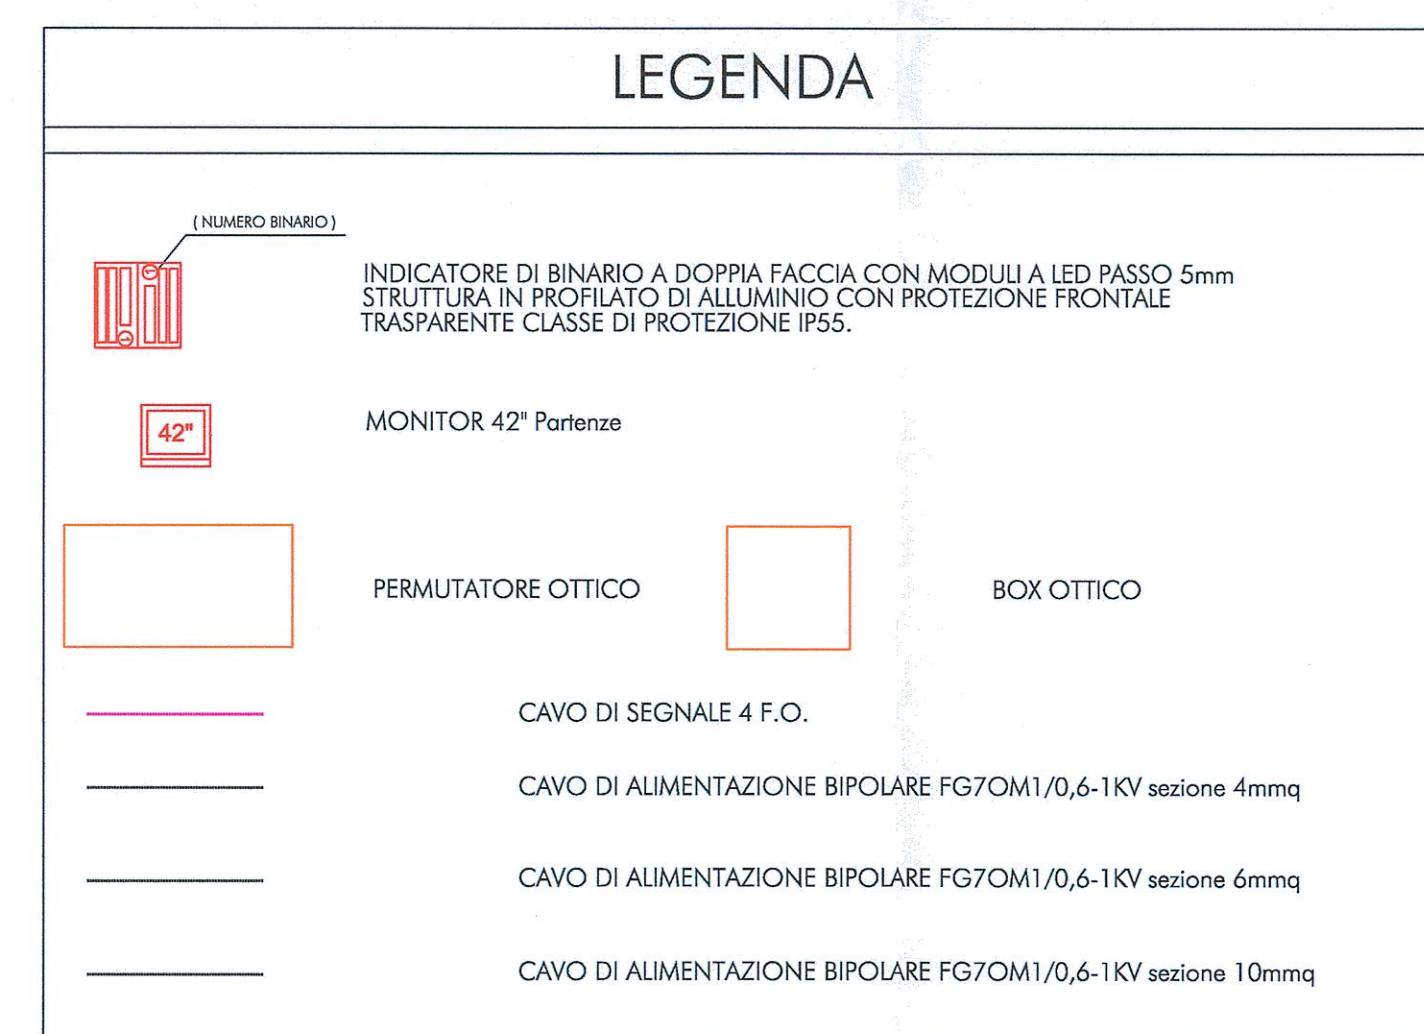 LEGENDA
( NUMERO BINARIO )
1
INDICATORE DI BINARIO A DOPPIA FACCIA CON MODULI A LED PASSO 5mm
STRUTTURA IN PROFILATO DI ALLUMINIO CON PROTEZIONE FRONTALE
TRASPARENTE CLASSE DI PROTEZIONE IP55.
1
42"
MONITOR 42" Partenze
PERMUTATORE OTTICO
BOX OTTICO
CAVO DI SEGNALE 4 F.O.
CAVO DI ALIMENTAZIONE BIPOLARE FG7OM1/0,6-1KV sezione 4mmq
CAVO DI ALIMENTAZIONE BIPOLARE FG7OM1/0,6-1KV sezione 6mmq
CAVO DI ALIMENTAZIONE BIPOLARE FG7OM1/0,6-1KV sezione 10mmq